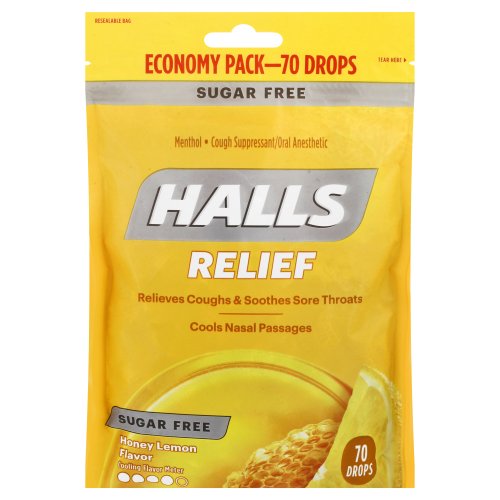 RESEALABLE BAG
TEAR HERE
ECONOMY PACK—70 DROPS
SUGAR FREE
Menthol • Cough Suppressant/Oral Anesthetic
HALLS
RELIEF
Relieves Coughs & Soothes Sore Throats
Cools Nasal Passages
SUGAR FREE
Honey Lemon
Flavor
Cooling Flavor Meter
70
DROPS